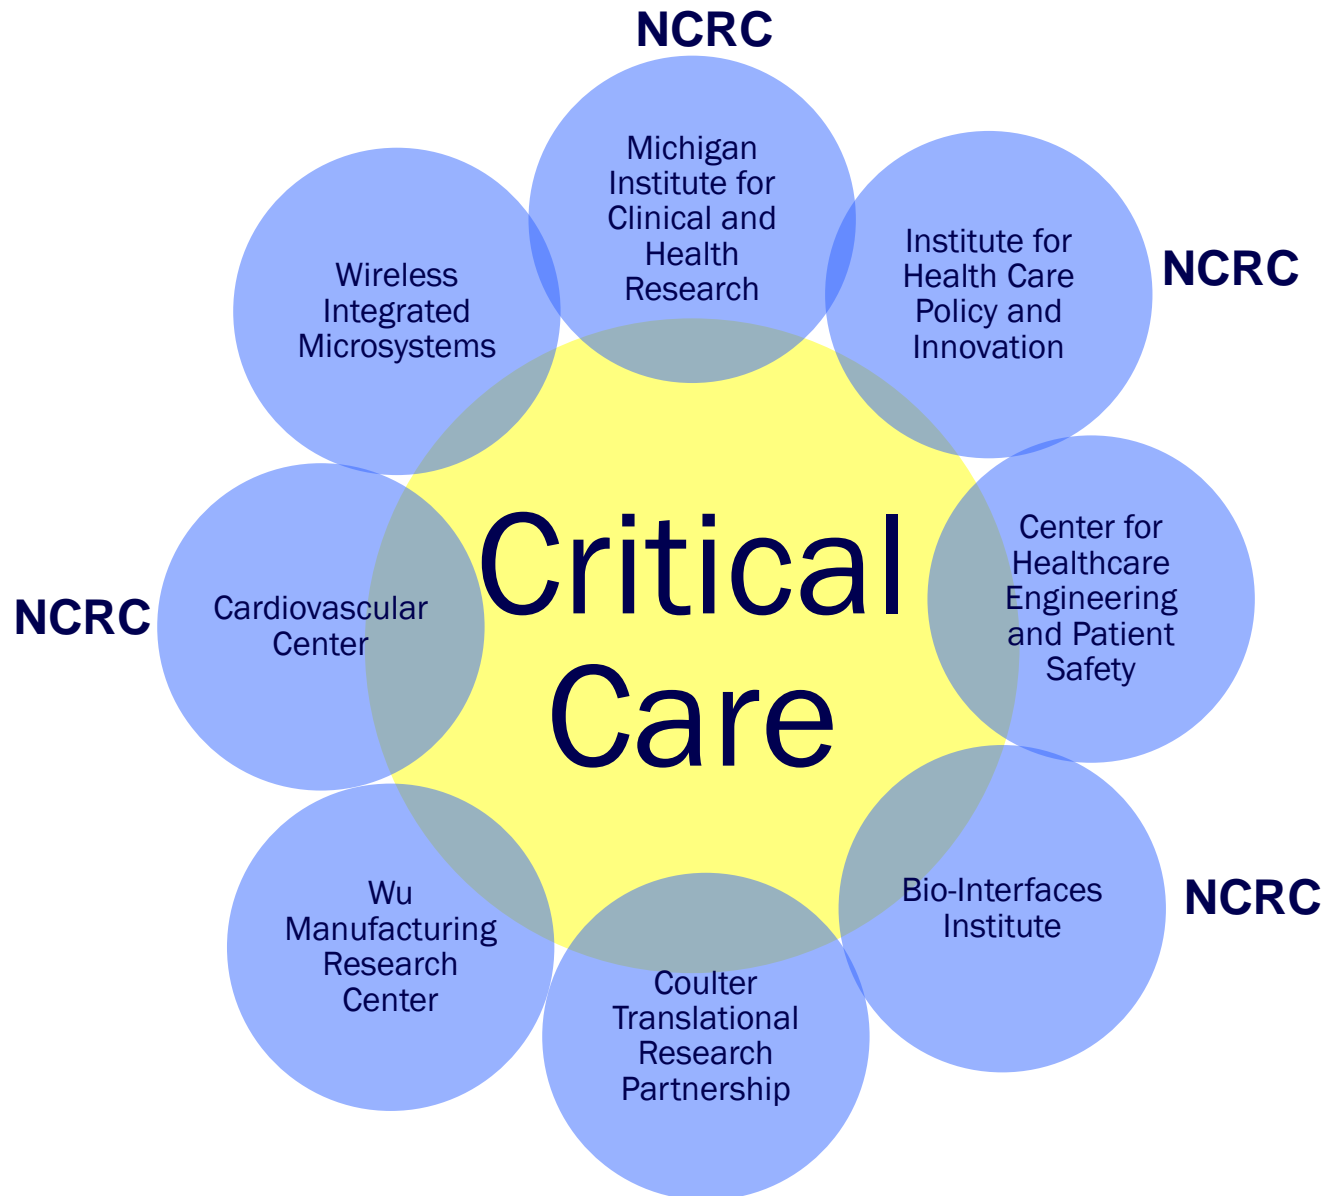 NCRC
Michigan
Institute for
Clinical and
Health
Research
Institute for
Health Care
Policy and
Innovation
NCRC
Wireless
Integrated
Microsystems
Critical
Care
Center for
Healthcare
Engineering
and Patient
Safety
NCRC
Cardiovascular
Center
Bio-Interfaces
Institute
NCRC
Wu
Manufacturing
Research
Center
Coulter
Translational
Research
Partnership